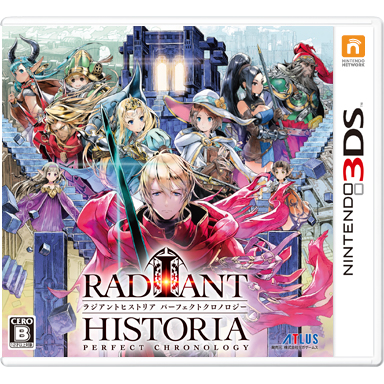 NINTENDO
NETWORK
NINTENDO 3DS
RADIANT
ラジアントヒストリア パーフェクトクロノロジー
HISTORIA
PERFECT CHRONOLOGY
CERO
B
ATLUS